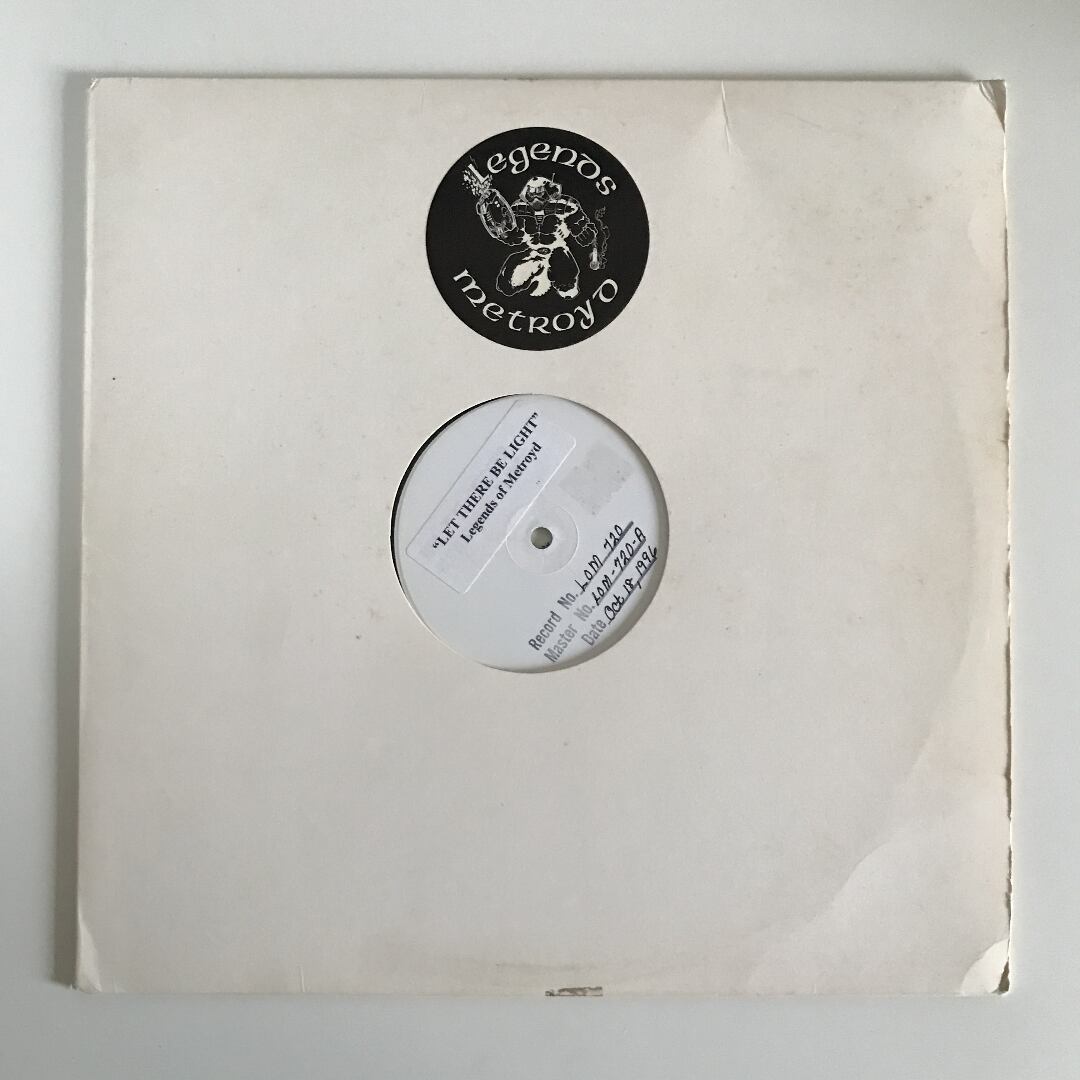 Legends
Metroyd
“LET THERE BE LIGHT”
Legends of Metroyd
Record No. LOM 720
Master No. LOM-720-A
Date Oct 18, 1996